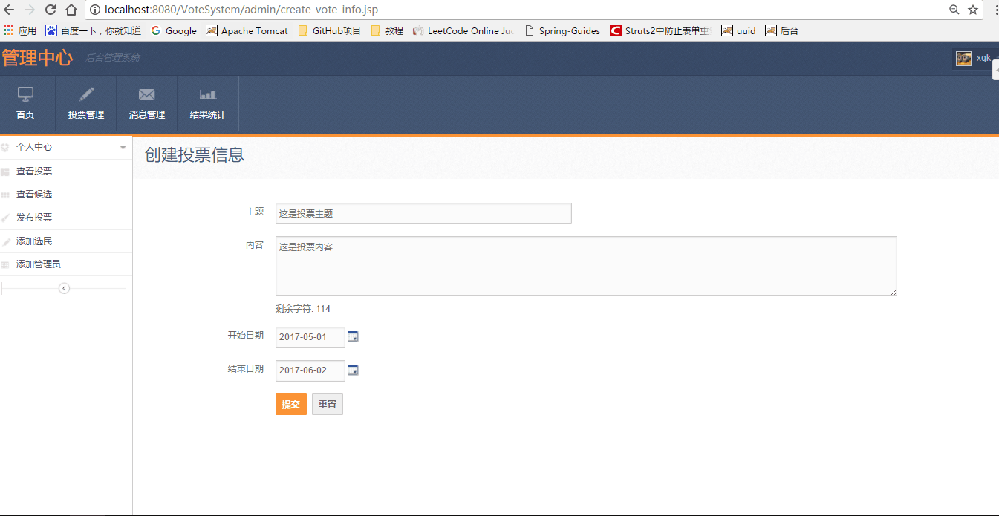 localhost:8080/VoteSystem/admin/create_vote_info.jsp
应用 百度一下，你就知道 Google Apache Tomcat GitHub项目 教程 LeetCode Online Juc Spring-Guides Struts2中防止表单重 uuid 后台
管理中心 后台管理系统 xqk
首页 投票管理 消息管理 结果统计
个人中心
查看投票
查看候选
发布投票
添加选民
添加管理员
创建投票信息
主题 这是投票主题
内容 这是投票内容
剩余字符: 114
开始日期 2017-05-01
结束日期 2017-06-02
提交 重置